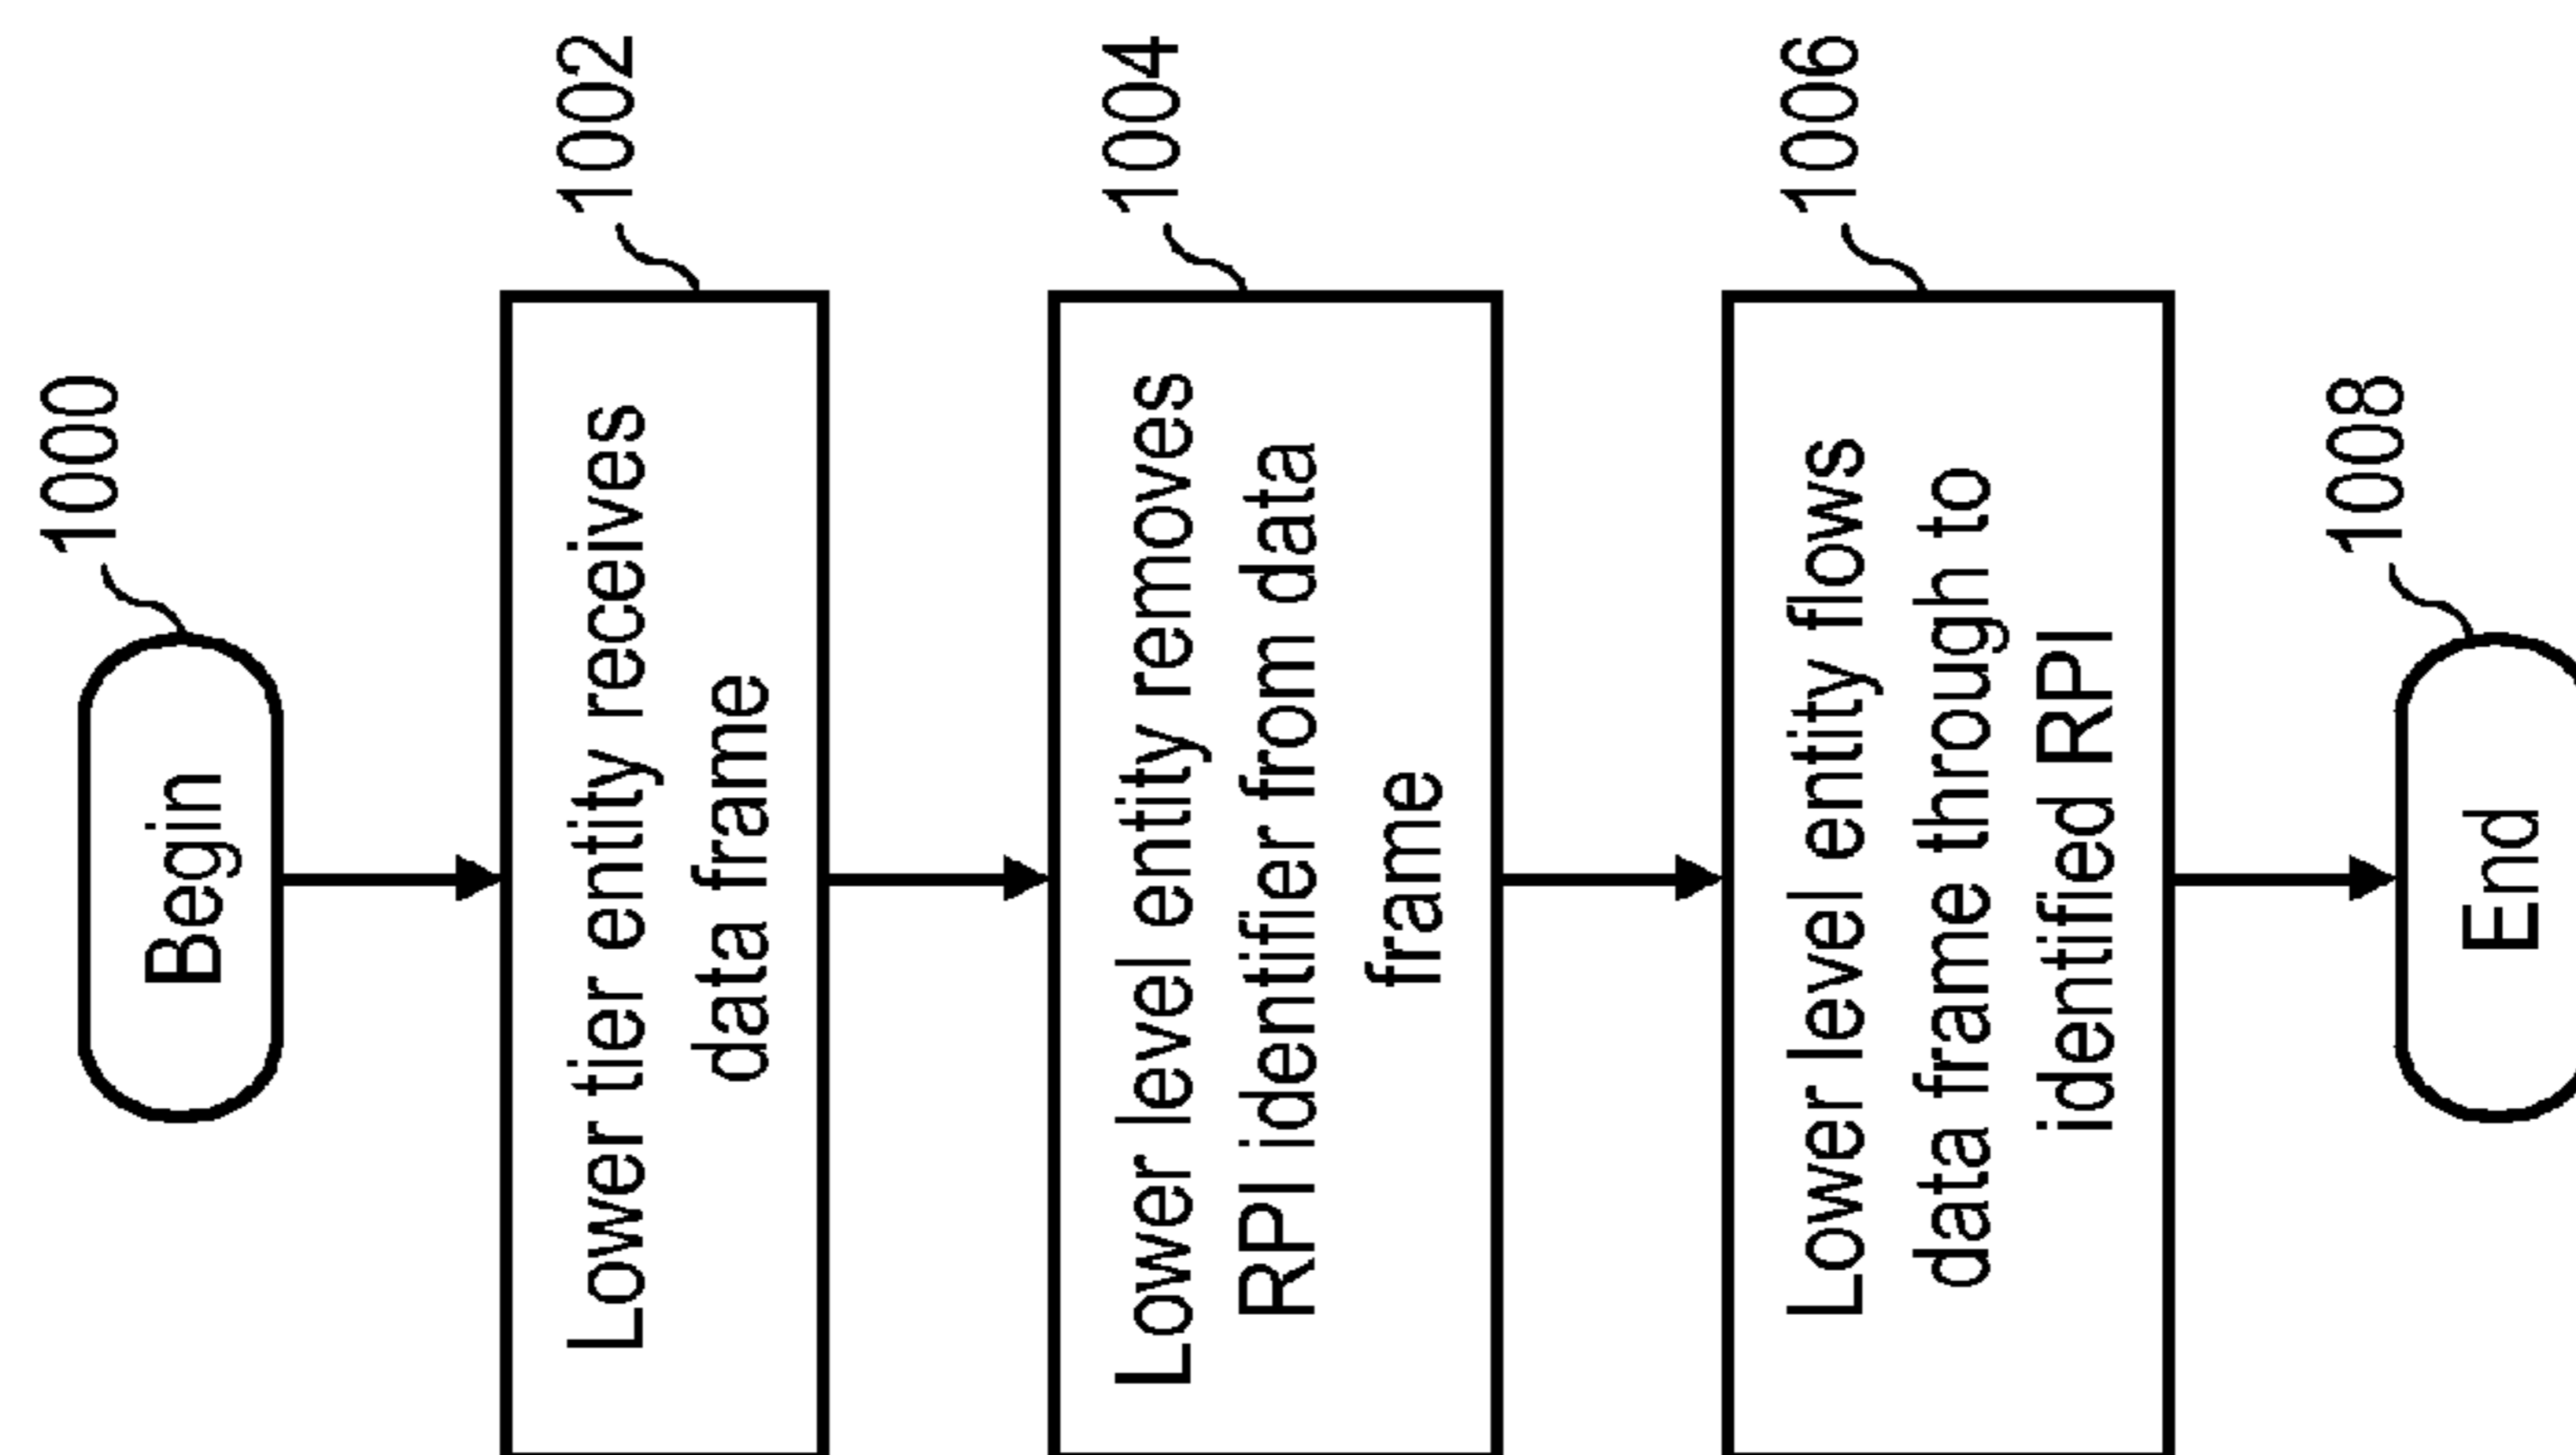 1000
Begin
1002
Lower tier entity receives
data frame
1004
Lower level entity removes
RPI identifier from data
frame
1006
Lower level entity flows
data frame through to
identified RPI
1008
End